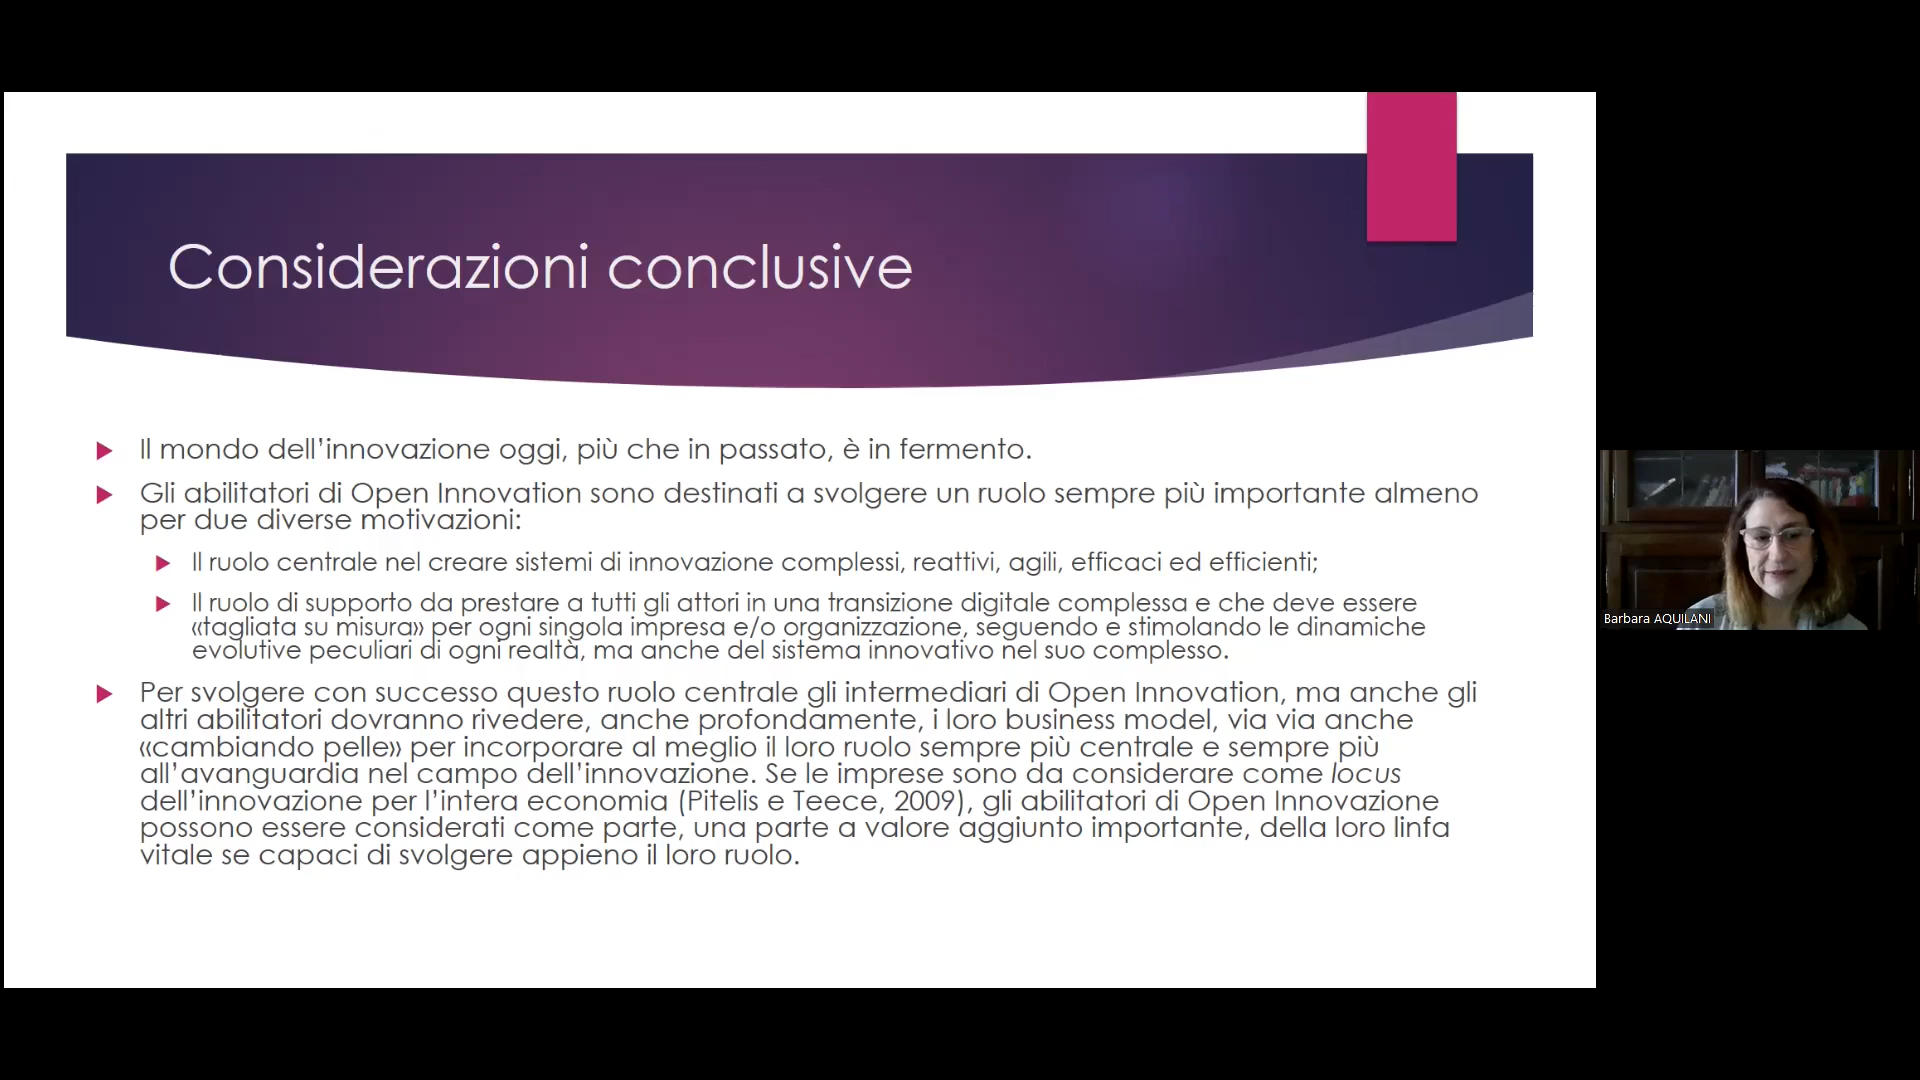 Considerazioni conclusive
Il mondo dell’innovazione oggi, più che in passato, è in fermento.
Gli abilitatori di Open Innovation sono destinati a svolgere un ruolo sempre più importante almeno
per due diverse motivazioni:
Il ruolo centrale nel creare sistemi di innovazione complessi, reattivi, agili, efficaci ed efficienti;
Il ruolo di supporto da prestare a tutti gli attori in una transizione digitale complessa e che deve essere
«tagliata su misura» per ogni singola impresa e/o organizzazione, seguendo e stimolando le dinamiche
evolutive peculiari di ogni realtà, ma anche del sistema innovativo nel suo complesso.
Per svolgere con successo questo ruolo centrale gli intermediari di Open Innovation, ma anche gli
altri abilitatori dovranno rivedere, anche profondamente, i loro business model, via via anche
«cambiando pelle» per incorporare al meglio il loro ruolo sempre più centrale e sempre più
all’avanguardia nel campo dell’innovazione. Se le imprese sono da considerare come locus
dell’innovazione per l’intera economia (Pitelis e Teece, 2009), gli abilitatori di Open Innovazione
possono essere considerati come parte, una parte a valore aggiunto importante, della loro linfa
vitale se capaci di svolgere appieno il loro ruolo.
Barbara AQUILANI